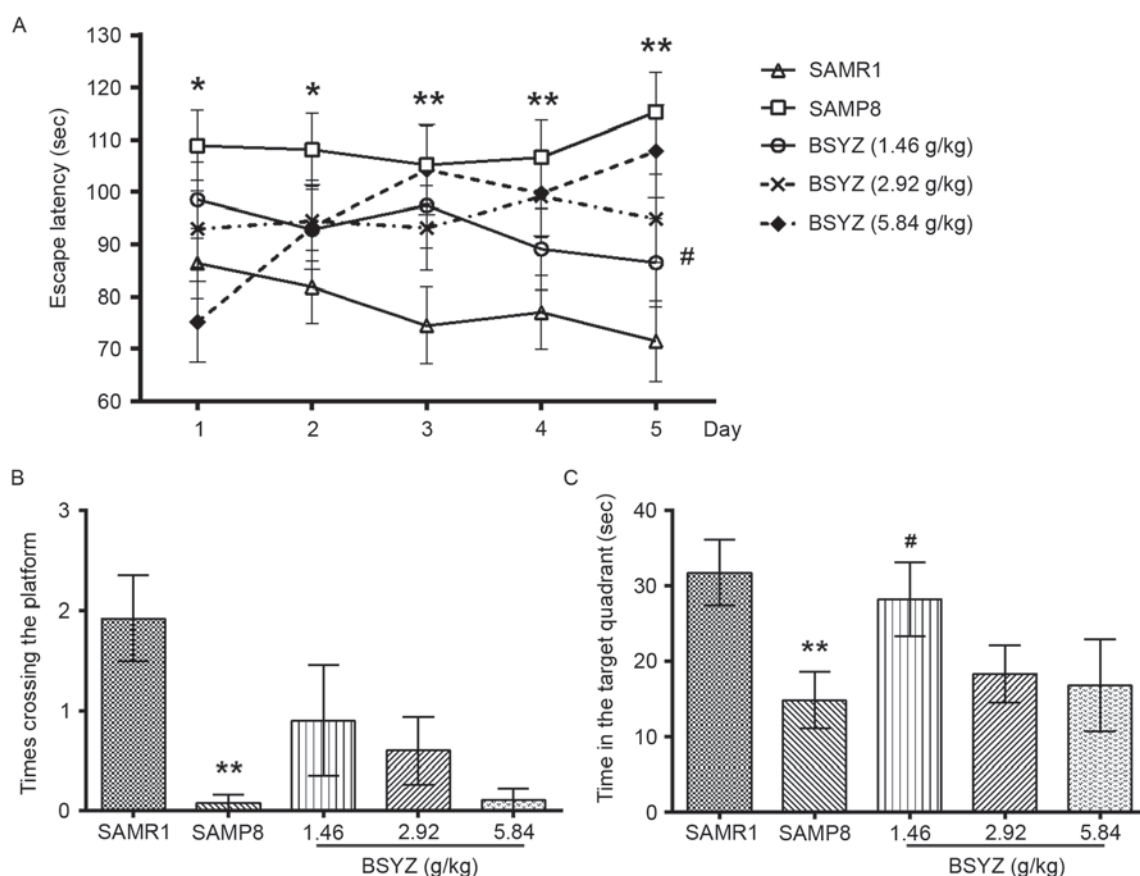 A
Escape latency (sec)
130
120
110
100
90
80
70
60
* * ** ** **
#
1 2 3 4 5 Day
SAMR1
SAMP8
BSYZ (1.46 g/kg)
BSYZ (2.92 g/kg)
BSYZ (5.84 g/kg)
B
Times crossing the platform
3
2
1
0
**
SAMR1 SAMP8 1.46 2.92 5.84
BSYZ (g/kg)
C
Time in the target quadrant (sec)
40
30
20
10
0
**
#
SAMR1 SAMP8 1.46 2.92 5.84
BSYZ (g/kg)